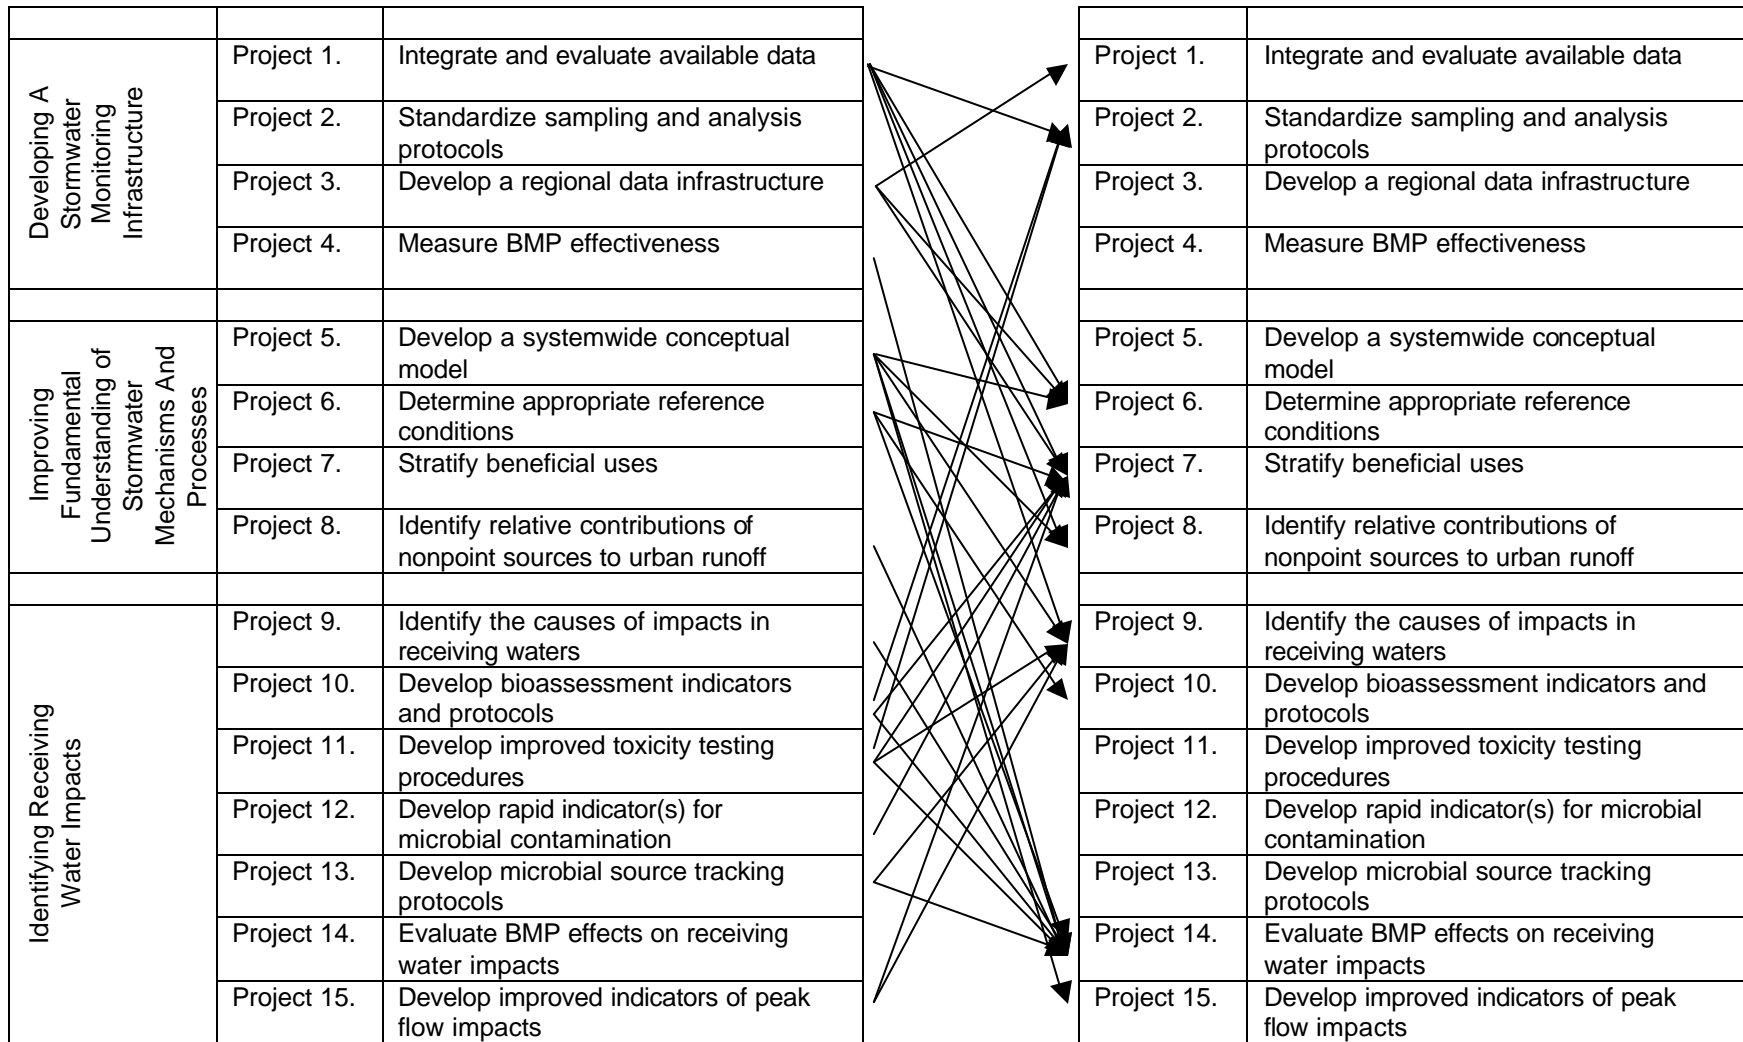 Developing A
Stormwater
Monitoring
Infrastructure
Project 1. Integrate and evaluate available data
Project 2. Standardize sampling and analysis
protocols
Project 3. Develop a regional data infrastructure
Project 4. Measure BMP effectiveness
Improving
Fundamental
Understanding of
Stormwater
Mechanisms And
Processes
Project 5. Develop a systemwide conceptual
model
Project 6. Determine appropriate reference
conditions
Project 7. Stratify beneficial uses
Project 8. Identify relative contributions of
nonpoint sources to urban runoff
Identifying Receiving
Water Impacts
Project 9. Identify the causes of impacts in
receiving waters
Project 10. Develop bioassessment indicators
and protocols
Project 11. Develop improved toxicity testing
procedures
Project 12. Develop rapid indicator(s) for
microbial contamination
Project 13. Develop microbial source tracking
protocols
Project 14. Evaluate BMP effects on receiving
water impacts
Project 15. Develop improved indicators of peak
flow impacts
Project 1. Integrate and evaluate available data
Project 2. Standardize sampling and analysis
protocols
Project 3. Develop a regional data infrastructure
Project 4. Measure BMP effectiveness
Project 5. Develop a systemwide conceptual
model
Project 6. Determine appropriate reference
conditions
Project 7. Stratify beneficial uses
Project 8. Identify relative contributions of
nonpoint sources to urban runoff
Project 9. Identify the causes of impacts in
receiving waters
Project 10. Develop bioassessment indicators and
protocols
Project 11. Develop improved toxicity testing
procedures
Project 12. Develop rapid indicator(s) for microbial
contamination
Project 13. Develop microbial source tracking
protocols
Project 14. Evaluate BMP effects on receiving
water impacts
Project 15. Develop improved indicators of peak
flow impacts